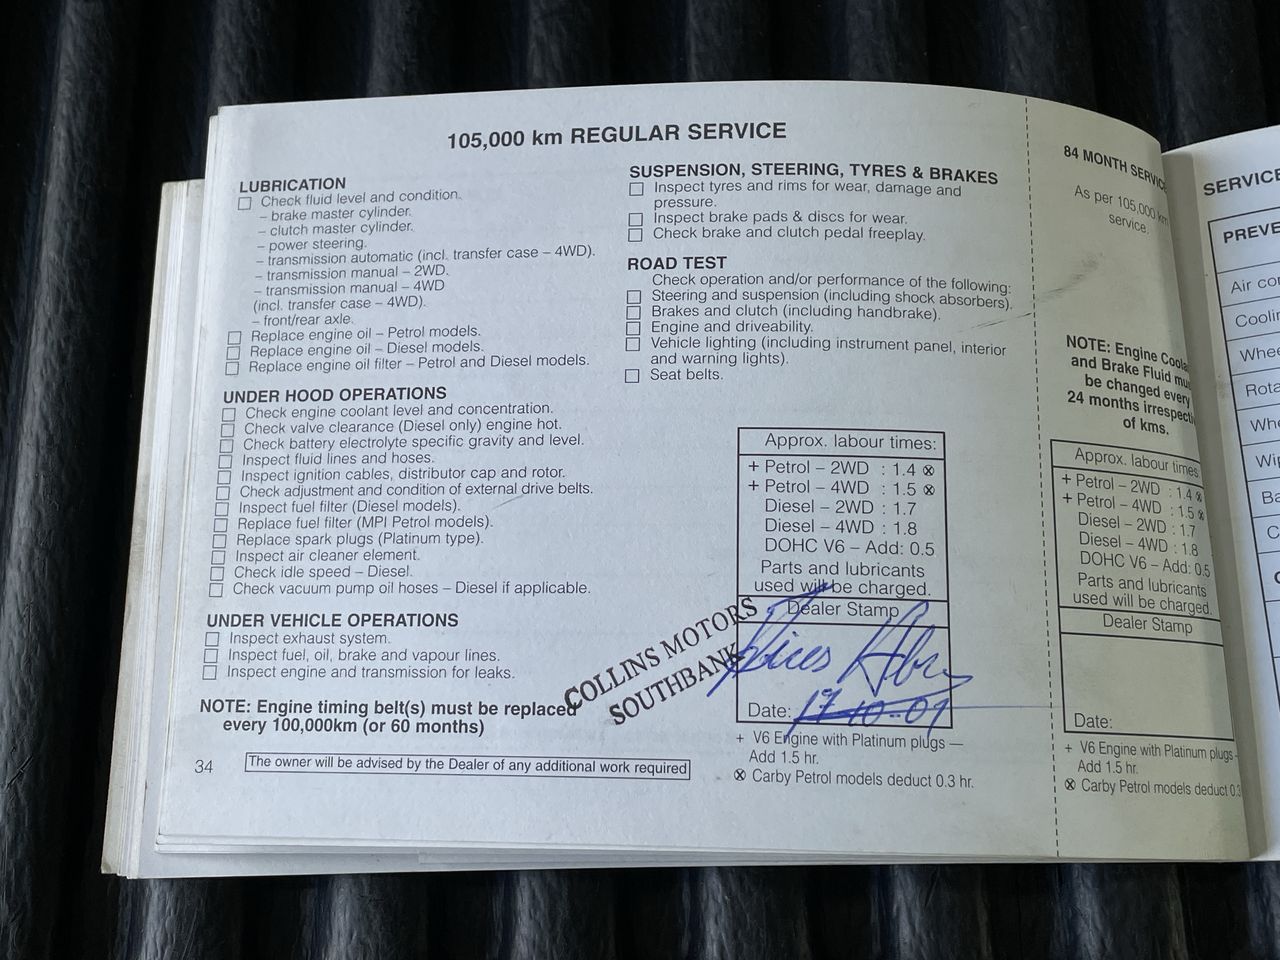 105,000 km REGULAR SERVICE
LUBRICATION
Check fluid level and condition.
– brake master cylinder.
– clutch master cylinder.
– power steering.
– transmission automatic (incl. transfer case – 4WD).
– transmission manual – 2WD.
– transmission manual – 4WD
(incl. transfer case – 4WD).
– front/rear axle.
Replace engine oil – Petrol models.
Replace engine oil – Diesel models.
Replace engine oil filter – Petrol and Diesel models.
UNDER HOOD OPERATIONS
Check engine coolant level and concentration.
Check valve clearance (Diesel only) engine hot.
Check battery electrolyte specific gravity and level.
Inspect fluid lines and hoses.
Inspect ignition cables, distributor cap and rotor.
Check adjustment and condition of external drive belts.
Inspect fuel filter (Diesel models).
Replace fuel filter (MPI Petrol models).
Replace spark plugs (Platinum type).
Inspect air cleaner element.
Check idle speed – Diesel.
Check vacuum pump oil hoses – Diesel if applicable.
UNDER VEHICLE OPERATIONS
Inspect exhaust system.
Inspect fuel, oil, brake and vapour lines.
Inspect engine and transmission for leaks.
NOTE: Engine timing belt(s) must be replaced
every 100,000km (or 60 months)
34
The owner will be advised by the Dealer of any additional work required
SUSPENSION, STEERING, TYRES & BRAKES
Inspect tyres and rims for wear, damage and
pressure.
Inspect brake pads & discs for wear.
Check brake and clutch pedal freeplay.
ROAD TEST
Check operation and/or performance of the following:
Steering and suspension (including shock absorbers).
Brakes and clutch (including handbrake).
Engine and driveability.
Vehicle lighting (including instrument panel, interior
and warning lights).
Seat belts.
Approx. labour times:
+ Petrol – 2WD : 1.4 ⊗
+ Petrol – 4WD : 1.5 ⊗
Diesel – 2WD : 1.7
Diesel – 4WD : 1.8
DOHC V6 – Add: 0.5
Parts and lubricants
used will be charged.
Dealer Stamp
COLLINS MOTORS
SOUTHBANK
Date: 17-10-01
+ V6 Engine with Platinum plugs —
Add 1.5 hr.
⊗ Carby Petrol models deduct 0.3 hr.
84 MONTH SERVICE
As per 105,000 km
service.
NOTE: Engine Coola
and Brake Fluid mu
be changed every
24 months irrespecti
of kms.
Approx. labour times
+ Petrol – 2WD : 1.4 ⊗
+ Petrol – 4WD : 1.5 ⊗
Diesel – 2WD : 1.7
Diesel – 4WD : 1.8
DOHC V6 – Add: 0.5
Parts and lubricants
used will be charged.
Dealer Stamp
Date:
+ V6 Engine with Platinum plugs -
Add 1.5 hr.
⊗ Carby Petrol models deduct 0.3
SERVICE
PREVE
Air co
Coolin
Whee
Rota
Whe
Wip
Ba
C